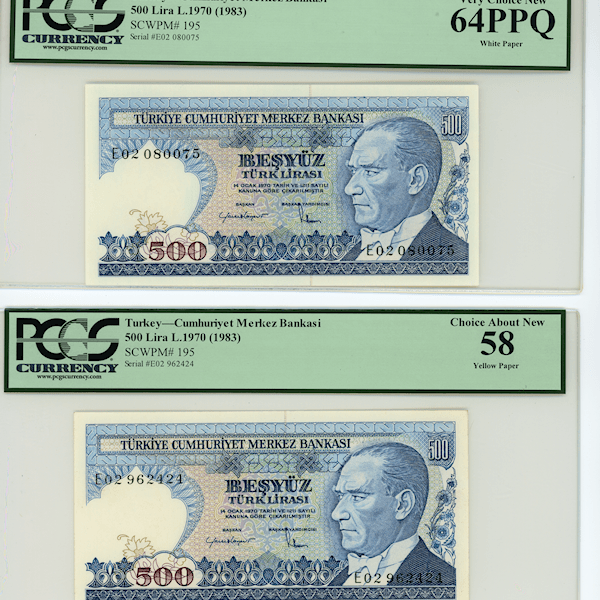 PCGS
CURRENCY
www.pcgscurrency.com
500 Lira L.1970 (1983)
SCWPM# 195
Serial #E02 080075
Very Choice New
64PPQ
White Paper
TÜRKİYE CUMHURİYET MERKEZ BANKASI
500
E02 080075
BEŞYÜZ
TÜRK LİRASI
14 OCAK 1970 TARİH VE 1211 SAYILI
KANUNA GÖRE ÇIKARILMIŞTIR
BAŞKAN BAŞKAN YARDIMCISI
500
E02 080075
PCGS
CURRENCY
www.pcgscurrency.com
Turkey—Cumhuriyet Merkez Bankasi
500 Lira L.1970 (1983)
SCWPM# 195
Serial #E02 962424
Choice About New
58
Yellow Paper
TÜRKİYE CUMHURİYET MERKEZ BANKASI
500
E02 962424
BEŞYÜZ
TÜRK LİRASI
14 OCAK 1970 TARİH VE 1211 SAYILI
KANUNA GÖRE ÇIKARILMIŞTIR
BAŞKAN BAŞKAN YARDIMCISI
500
E02 962424